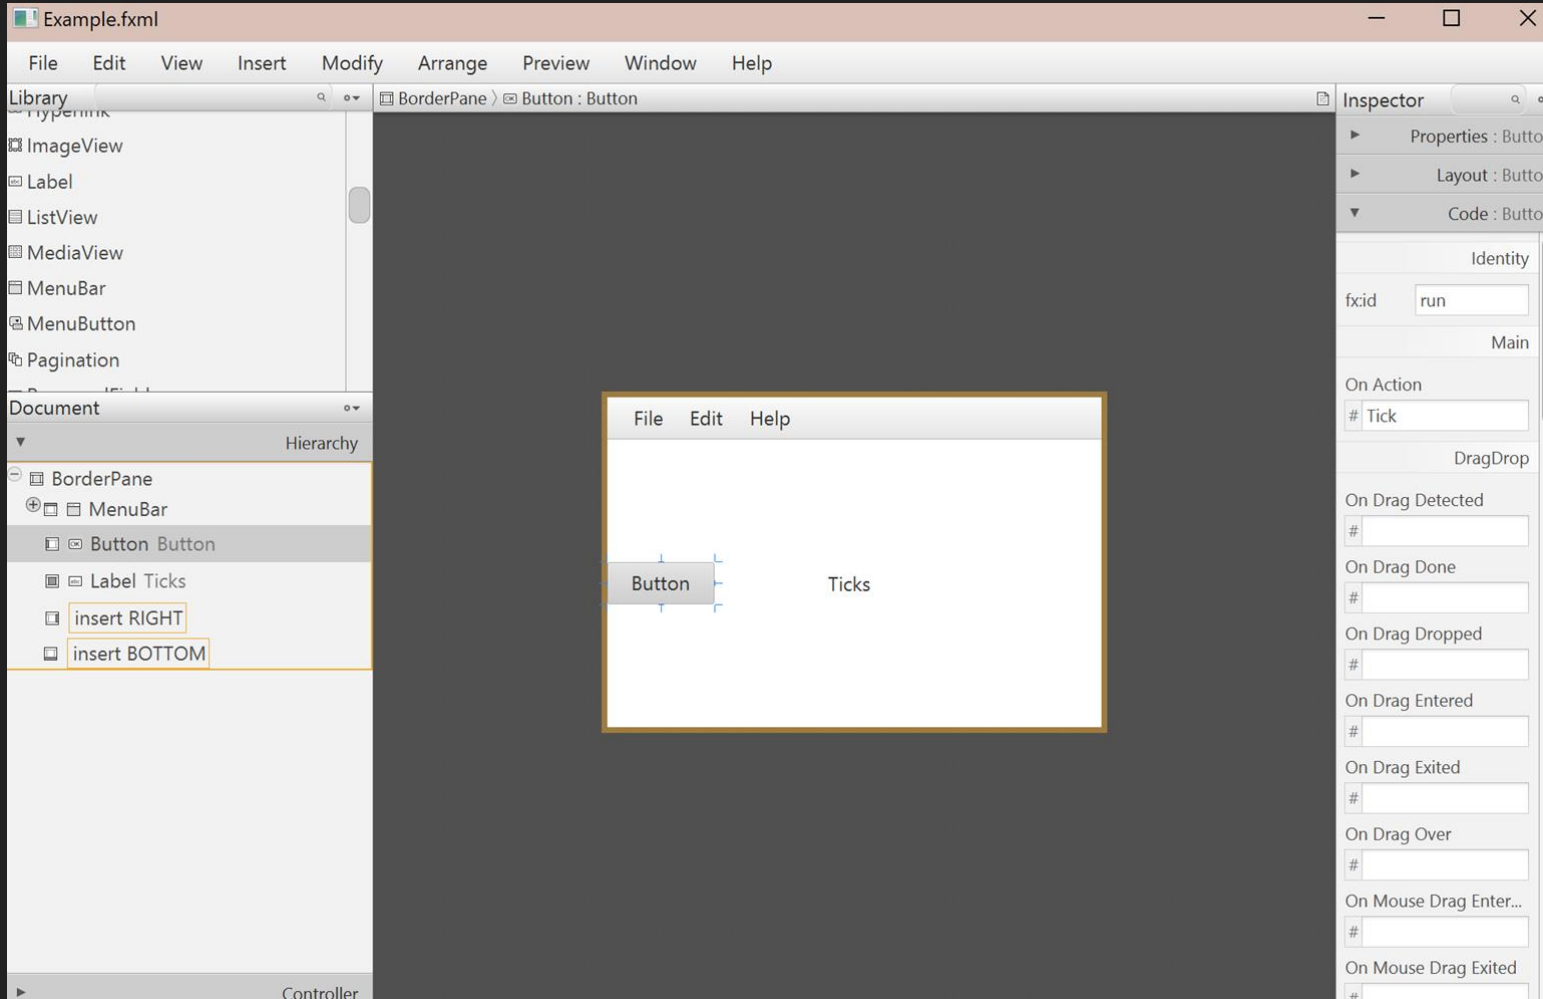 Example.fxml
File Edit View Insert Modify Arrange Preview Window Help
Library
BorderPane 〉 Button : Button
Inspector
Hyperlink
ImageView
Label
ListView
MediaView
MenuBar
MenuButton
Pagination
Document
Hierarchy
BorderPane
MenuBar
Button Button
Label Ticks
insert RIGHT
insert BOTTOM
Controller
File Edit Help
Button
Ticks
Properties : Butto
Layout : Butto
Code : Butto
Identity
fx:id run
Main
On Action
# Tick
DragDrop
On Drag Detected
#
On Drag Done
#
On Drag Dropped
#
On Drag Entered
#
On Drag Exited
#
On Drag Over
#
On Mouse Drag Enter...
#
On Mouse Drag Exited
#